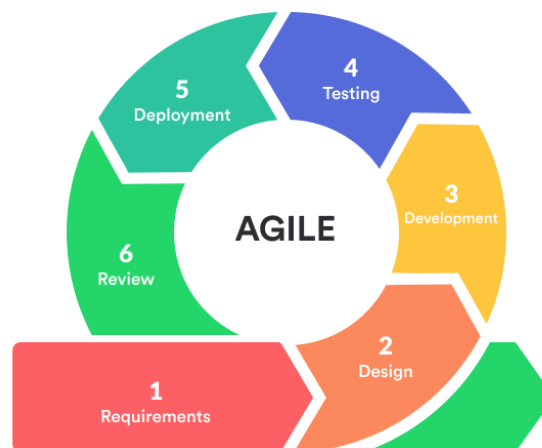 AGILE
1
Requirements
2
Design
3
Development
4
Testing
5
Deployment
6
Review